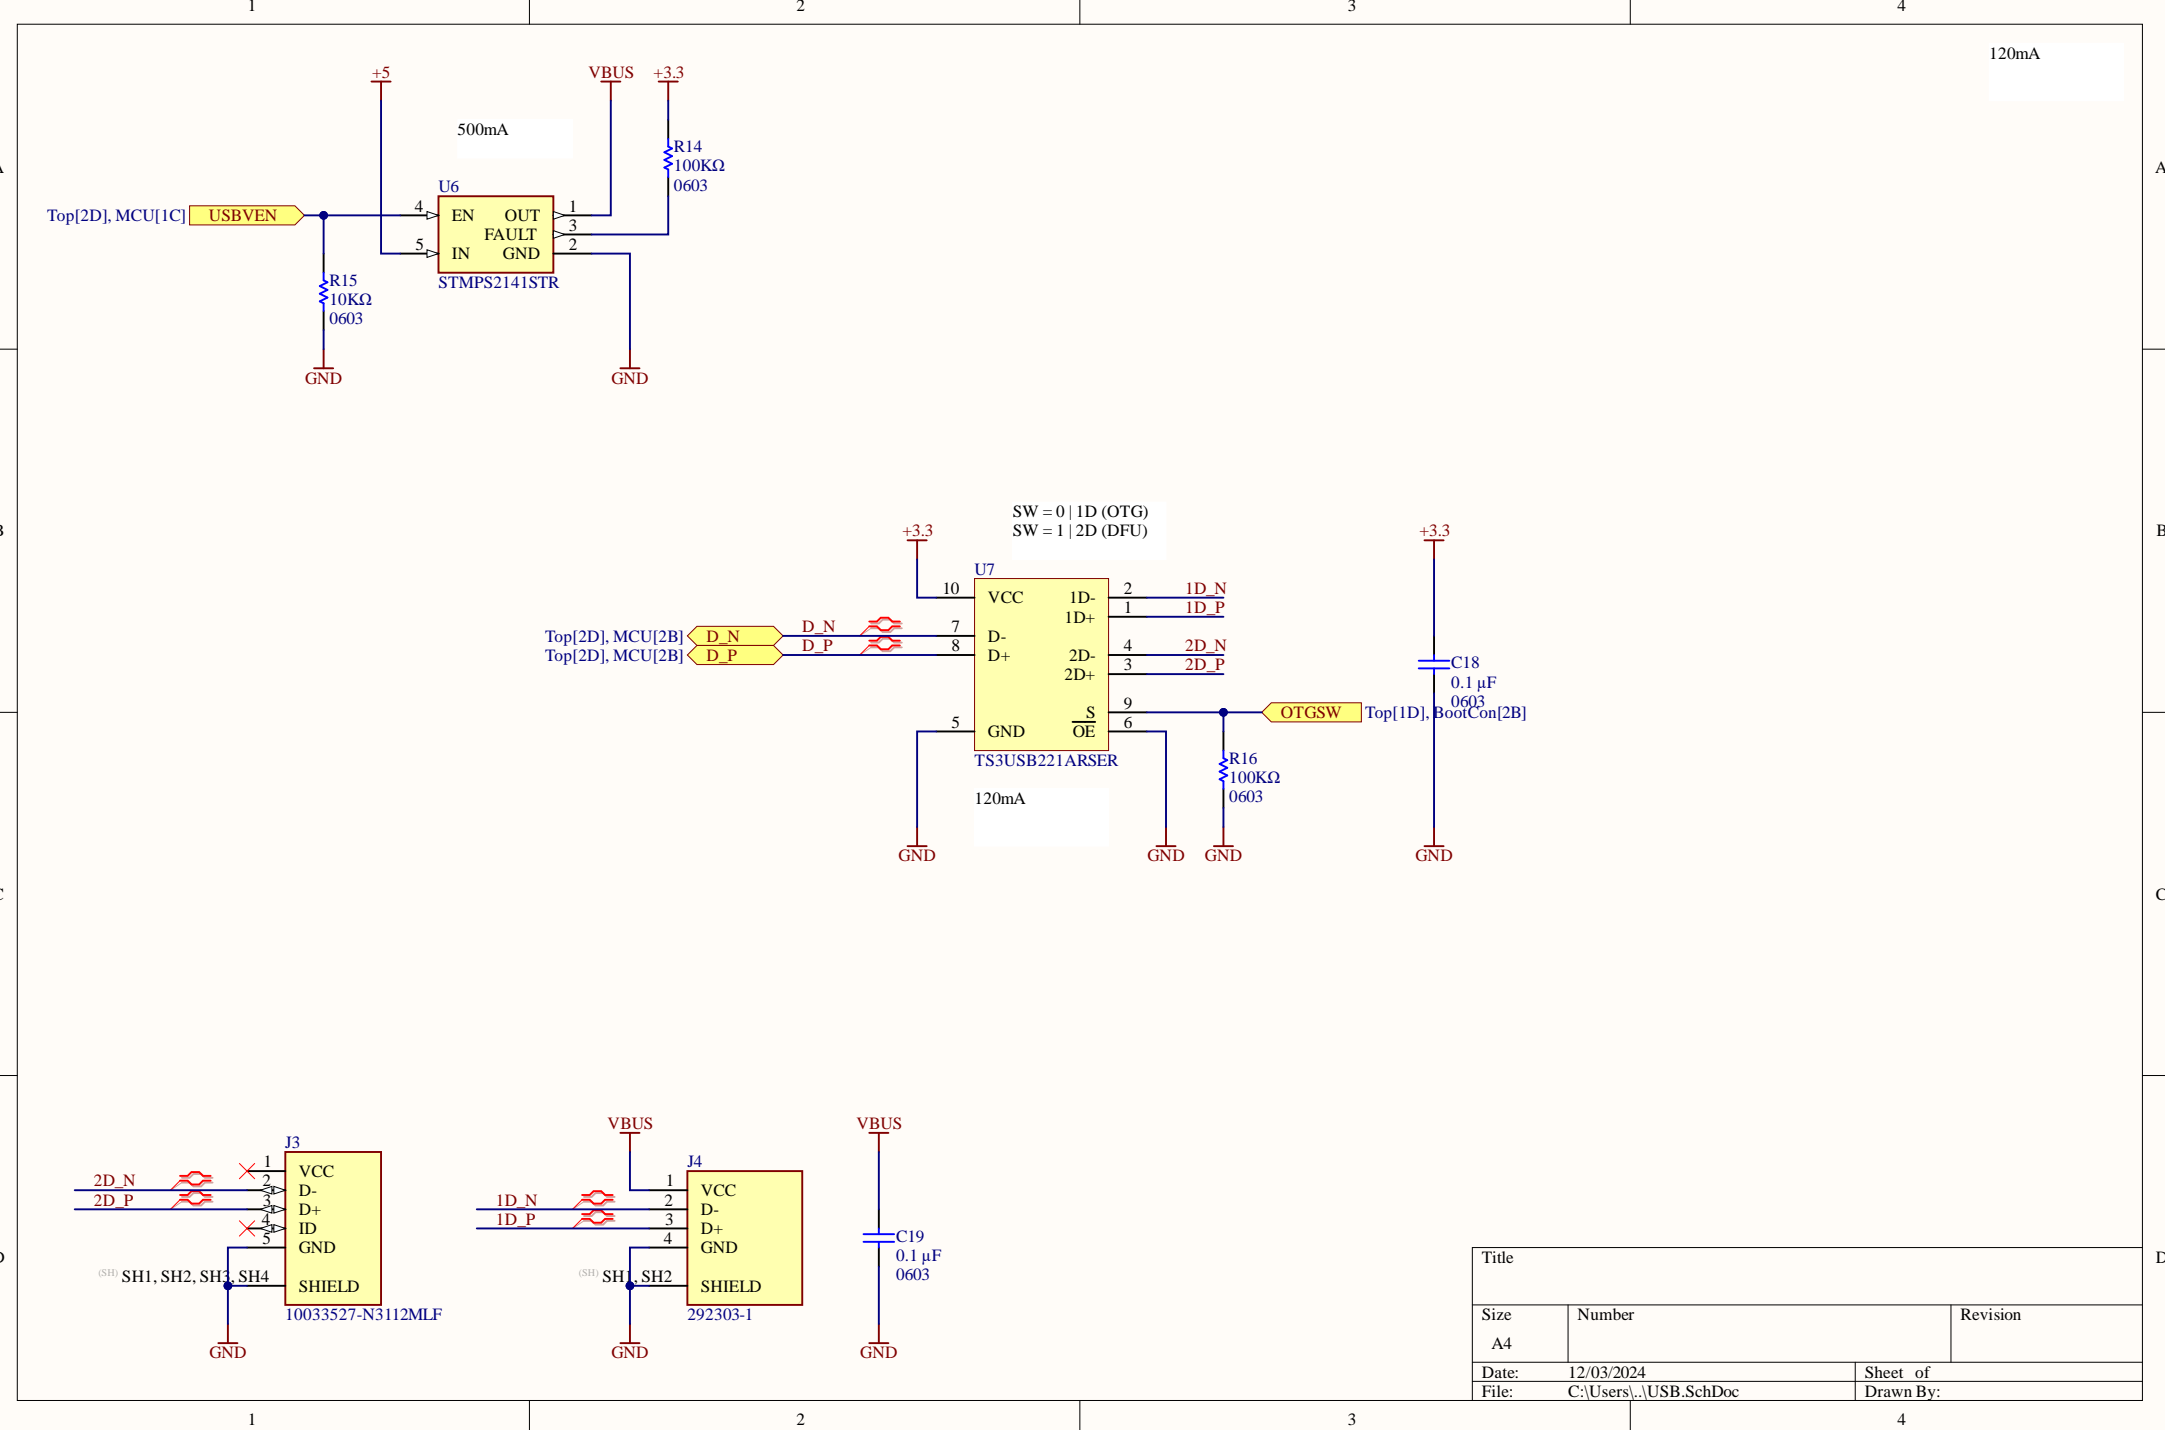 1
2
3
4
120mA
+5
VBUS
+3.3
500mA
R14
100KΩ
0603
A
A
U6
Top[2D], MCU[1C]
USBVEN
4
EN
OUT
1
FAULT
3
5
IN
GND
2
STMPS2141STR
R15
10KΩ
0603
GND
GND
SW = 0 | 1D (OTG)
SW = 1 | 2D (DFU)
B
B
+3.3
+3.3
U7
10
VCC
1D-
2
1D_N
1D+
1
1D_P
Top[2D], MCU[2B]
D_N
D_N
7
D-
Top[2D], MCU[2B]
D_P
D_P
8
D+
2D-
4
2D_N
2D+
3
2D_P
C18
0.1 µF
0603
S
9
OTGSW
Top[1D], BootCon[2B]
5
GND
OE
6
TS3USB221ARSER
R16
100KΩ
0603
120mA
GND
GND
GND
GND
C
C
VBUS
VBUS
J3
1
VCC
2D_N
2
D-
2D_P
3
D+
4
ID
5
GND
(SH)
SH1, SH2, SH3, SH4
SHIELD
10033527-N3112MLF
GND
J4
1
VCC
1D_N
2
D-
1D_P
3
D+
4
GND
(SH)
SH1, SH2
SHIELD
292303-1
GND
C19
0.1 µF
0603
GND
D
D
Title
Size
Number
Revision
A4
Date:
12/03/2024
Sheet of
File:
C:\Users\..\USB.SchDoc
Drawn By:
1
2
3
4